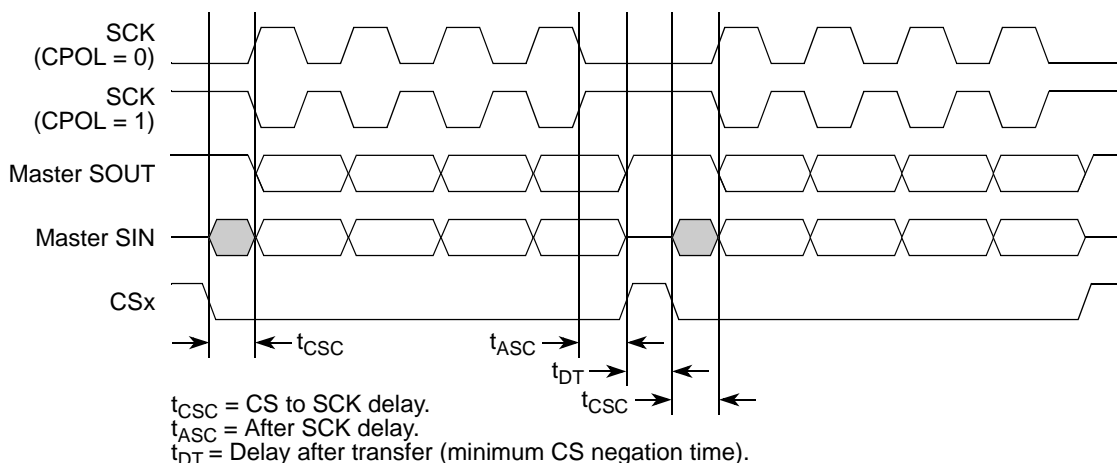 SCK
(CPOL = 0)
SCK
(CPOL = 1)
Master SOUT
Master SIN
CSx
tCSC
tASC
tDT
tCSC
tCSC = CS to SCK delay.
tASC = After SCK delay.
tDT = Delay after transfer (minimum CS negation time).